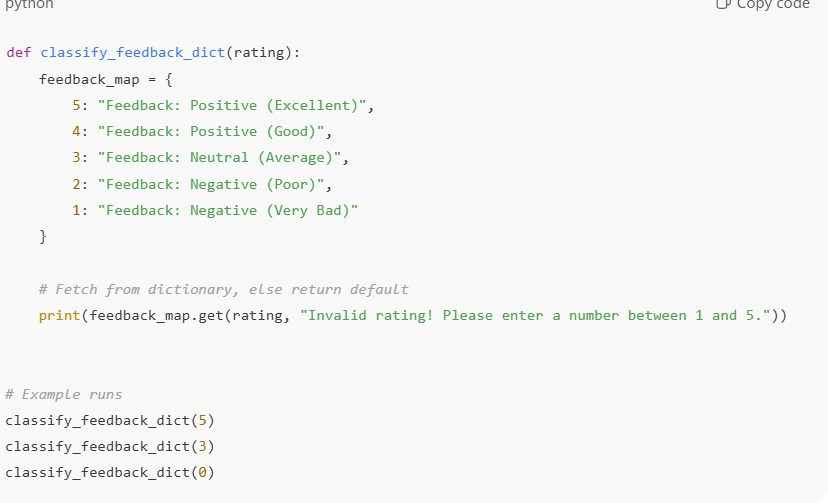 python
Copy code
def classify_feedback_dict(rating):
    feedback_map = {
        5: "Feedback: Positive (Excellent)",
        4: "Feedback: Positive (Good)",
        3: "Feedback: Neutral (Average)",
        2: "Feedback: Negative (Poor)",
        1: "Feedback: Negative (Very Bad)"
    }
    # Fetch from dictionary, else return default
    print(feedback_map.get(rating, "Invalid rating! Please enter a number between 1 and 5."))
# Example runs
classify_feedback_dict(5)
classify_feedback_dict(3)
classify_feedback_dict(0)